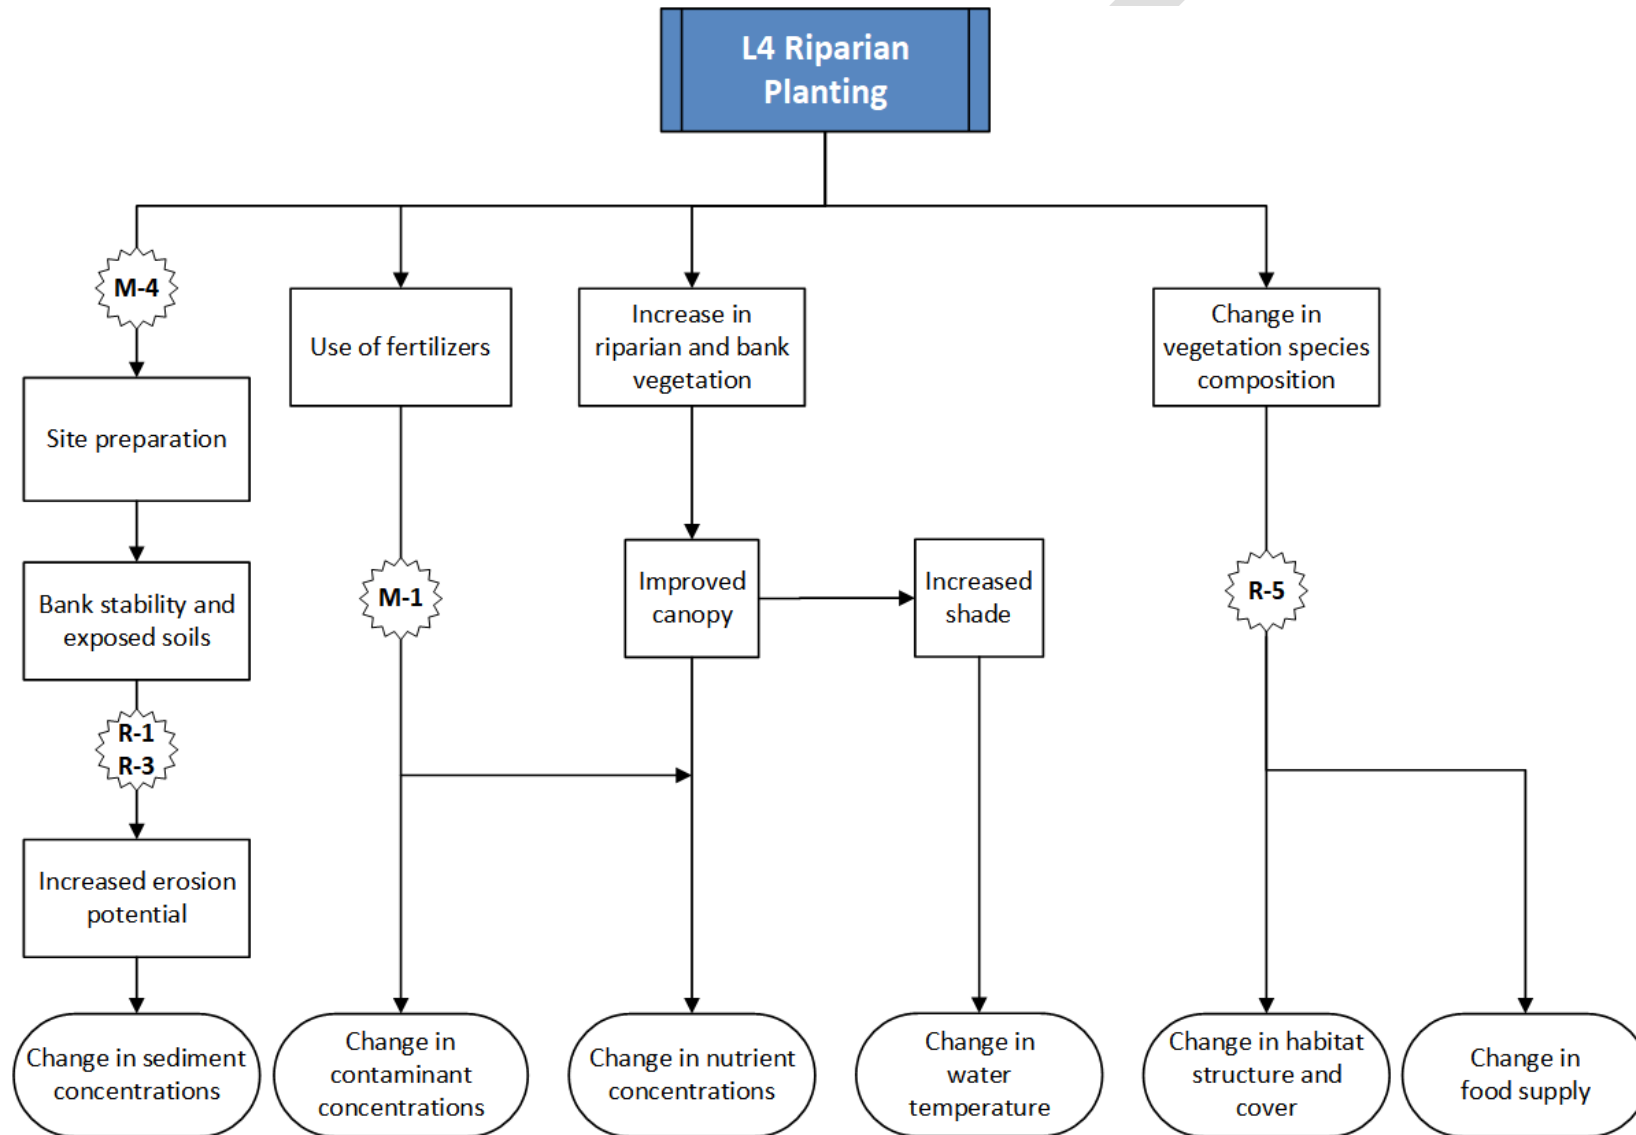 L4 Riparian
Planting
M-4
Use of fertilizers
Increase in
riparian and bank
vegetation
Change in
vegetation species
composition
Site preparation
Bank stability and
exposed soils
M-1
Improved
canopy
Increased
shade
R-5
R-1
R-3
Increased erosion
potential
Change in sediment
concentrations
Change in
contaminant
concentrations
Change in nutrient
concentrations
Change in
water
temperature
Change in habitat
structure and
cover
Change in
food supply